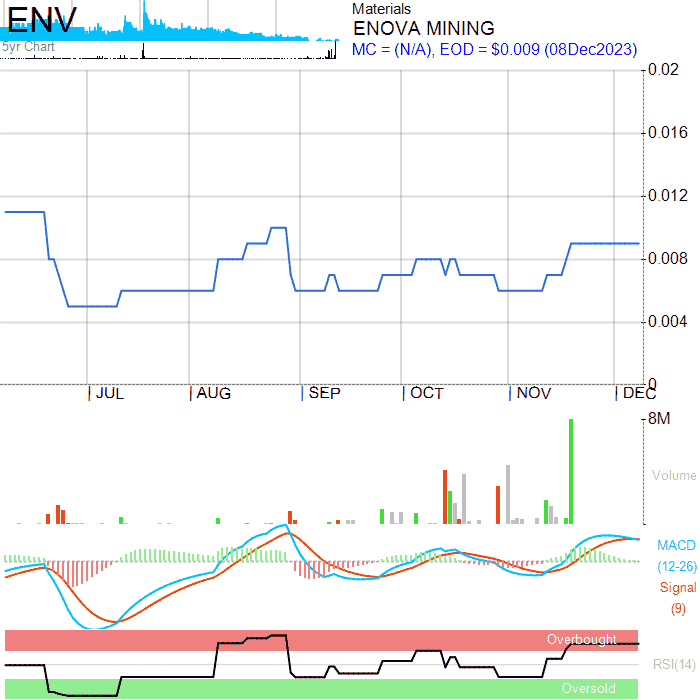 ENV
5yr Chart
Materials
ENOVA MINING
MC = (N/A), EOD = $0.009 (08Dec2023)
0.02
0.016
0.012
0.008
0.004
0
JUL AUG SEP OCT NOV DEC
8M
Volume
MACD
(12-26)
Signal
(9)
Overbought
RSI(14)
Oversold